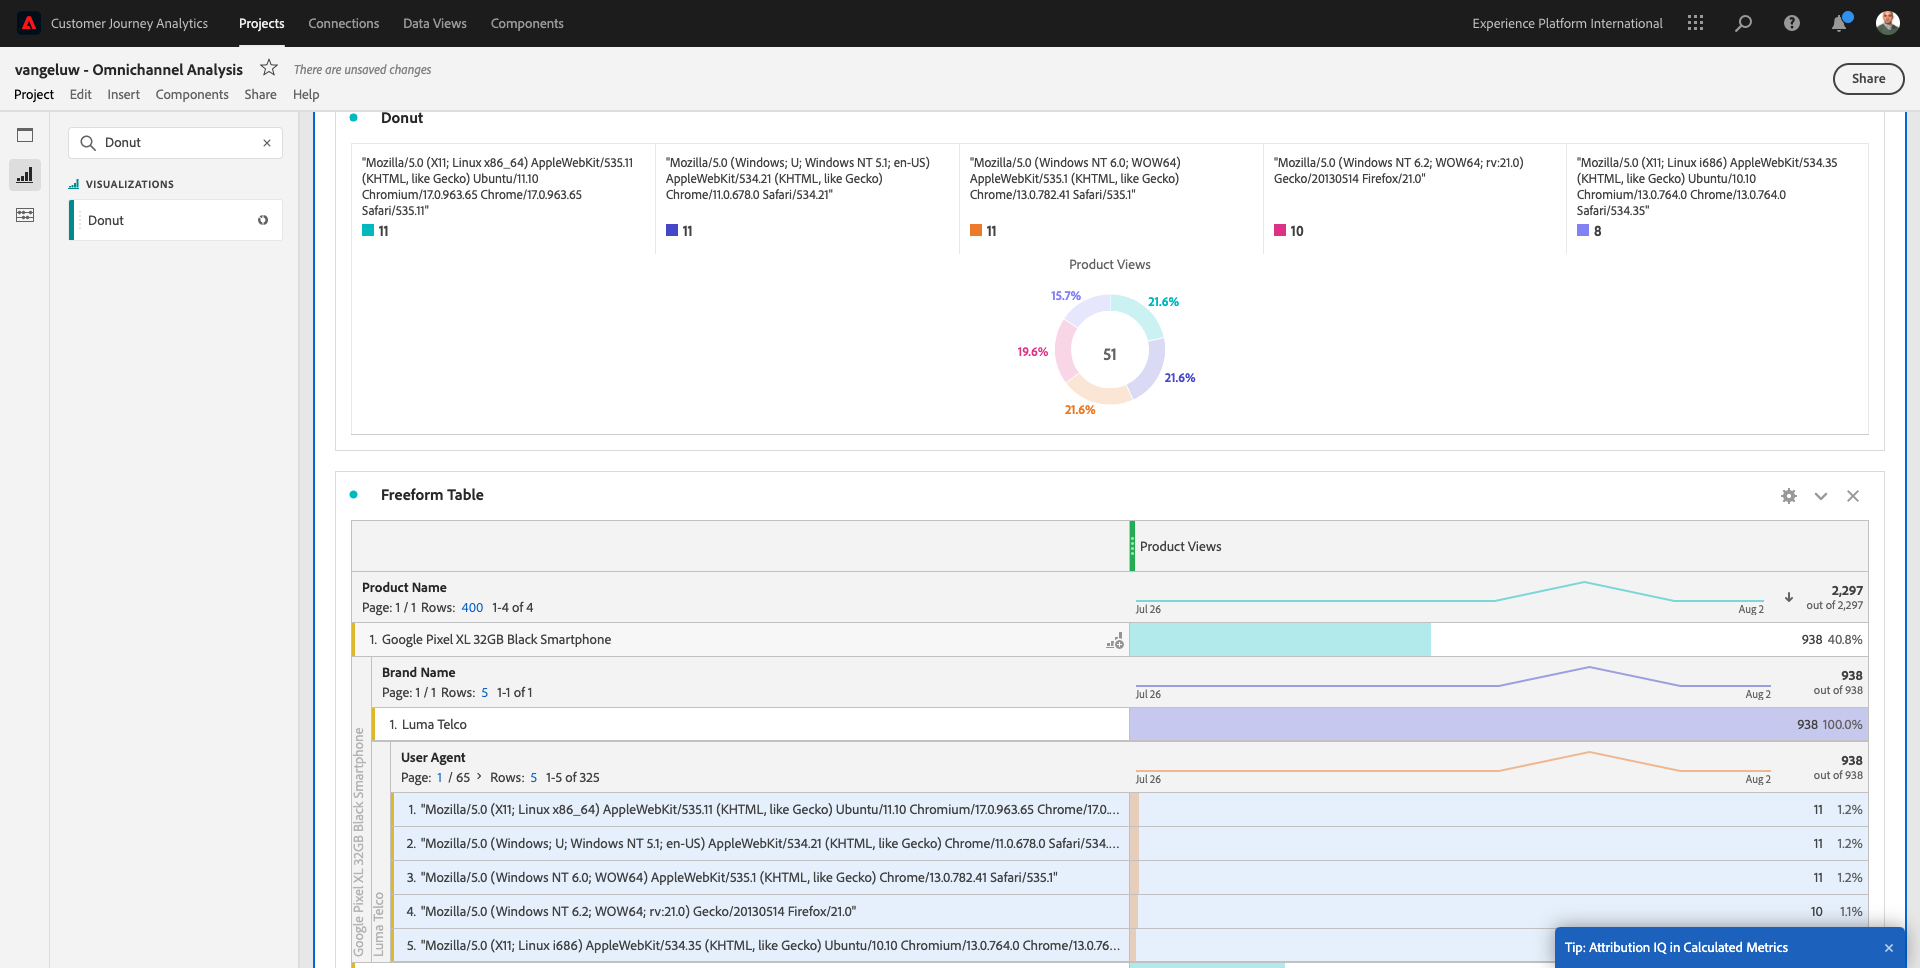 Customer Journey Analytics Projects Connections Data Views Components Experience Platform International
vangeluw - Omnichannel Analysis There are unsaved changes
Share
Project Edit Insert Components Share Help
Donut
VISUALIZATIONS
Donut
Donut
"Mozilla/5.0 (X11; Linux x86_64) AppleWebKit/535.11
(KHTML, like Gecko) Ubuntu/11.10
Chromium/17.0.963.65 Chrome/17.0.963.65
Safari/535.11"
11
"Mozilla/5.0 (Windows; U; Windows NT 5.1; en-US)
AppleWebKit/534.21 (KHTML, like Gecko)
Chrome/11.0.678.0 Safari/534.21"
11
"Mozilla/5.0 (Windows NT 6.0; WOW64)
AppleWebKit/535.1 (KHTML, like Gecko)
Chrome/13.0.782.41 Safari/535.1"
11
"Mozilla/5.0 (Windows NT 6.2; WOW64; rv:21.0)
Gecko/20130514 Firefox/21.0"
10
"Mozilla/5.0 (X11; Linux i686) AppleWebKit/534.35
(KHTML, like Gecko) Ubuntu/10.10
Chromium/13.0.764.0 Chrome/13.0.764.0
Safari/534.35"
8
Product Views
15.7% 21.6%
19.6% 51
21.6%
21.6%
Freeform Table
Product Views
Product Name
Page: 1 / 1 Rows: 400 1-4 of 4
Jul 26 Aug 2
2,297
out of 2,297
1. Google Pixel XL 32GB Black Smartphone 938 40.8%
Google Pixel XL 32GB Black Smartphone
Brand Name
Page: 1 / 1 Rows: 5 1-1 of 1
Jul 26 Aug 2
938
out of 938
1. Luma Telco 938 100.0%
Luma Telco
User Agent
Page: 1 / 65 > Rows: 5 1-5 of 325
Jul 26 Aug 2
938
out of 938
1. "Mozilla/5.0 (X11; Linux x86_64) AppleWebKit/535.11 (KHTML, like Gecko) Ubuntu/11.10 Chromium/17.0.963.65 Chrome/17.0.... 11 1.2%
2. "Mozilla/5.0 (Windows; U; Windows NT 5.1; en-US) AppleWebKit/534.21 (KHTML, like Gecko) Chrome/11.0.678.0 Safari/534.... 11 1.2%
3. "Mozilla/5.0 (Windows NT 6.0; WOW64) AppleWebKit/535.1 (KHTML, like Gecko) Chrome/13.0.782.41 Safari/535.1" 11 1.2%
4. "Mozilla/5.0 (Windows NT 6.2; WOW64; rv:21.0) Gecko/20130514 Firefox/21.0" 10 1.1%
5. "Mozilla/5.0 (X11; Linux i686) AppleWebKit/534.35 (KHTML, like Gecko) Ubuntu/10.10 Chromium/13.0.764.0 Chrome/13.0.76...
Tip: Attribution IQ in Calculated Metrics